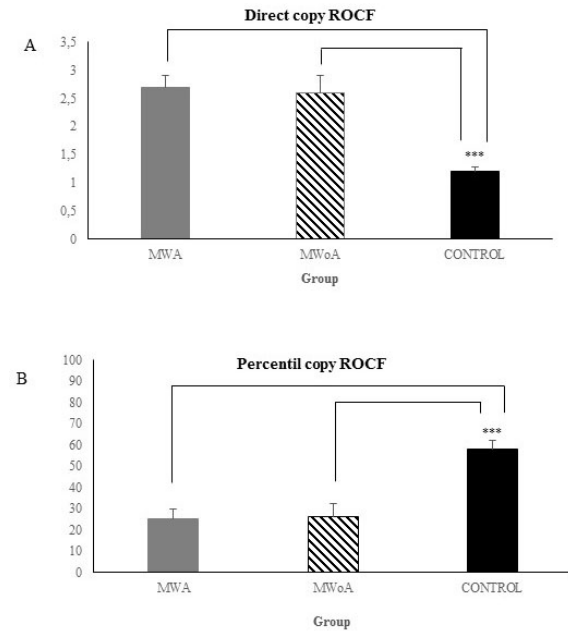 Direct copy ROCF
A
3,5
3
2,5
2
1,5
1
0,5
0
***
MWA MWoA CONTROL
Group
Percentil copy ROCF
B
100
90
80
70
60
50
40
30
20
10
0
***
MWA MWoA CONTROL
Group